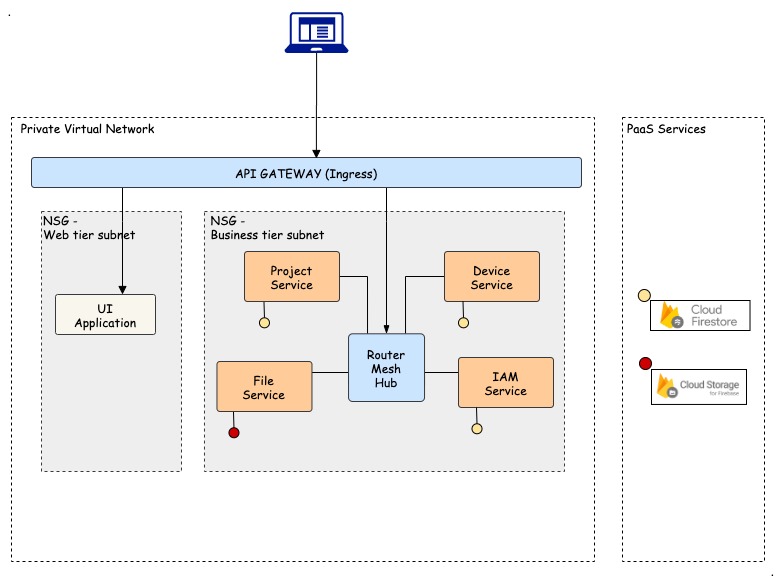 Private Virtual Network
PaaS Services
API GATEWAY (Ingress)
NSG -
Web tier subnet
NSG -
Business tier subnet
Project
Service
Device
Service
UI
Application
Cloud
Firestore
Router
Mesh
Hub
File
Service
IAM
Service
Cloud Storage
for Firebase